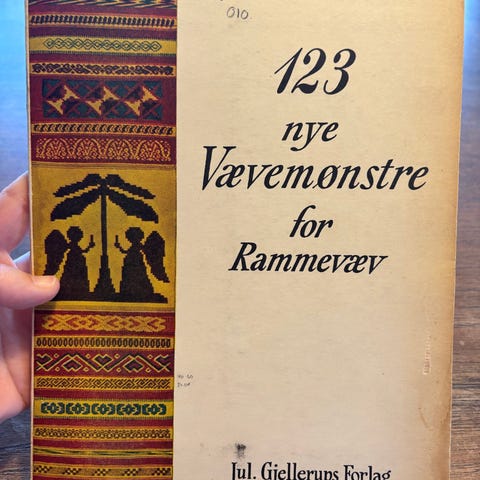 010.
123
nye
Vævemønstre
for
Rammevæv
Jul. Gjellerups Forlag